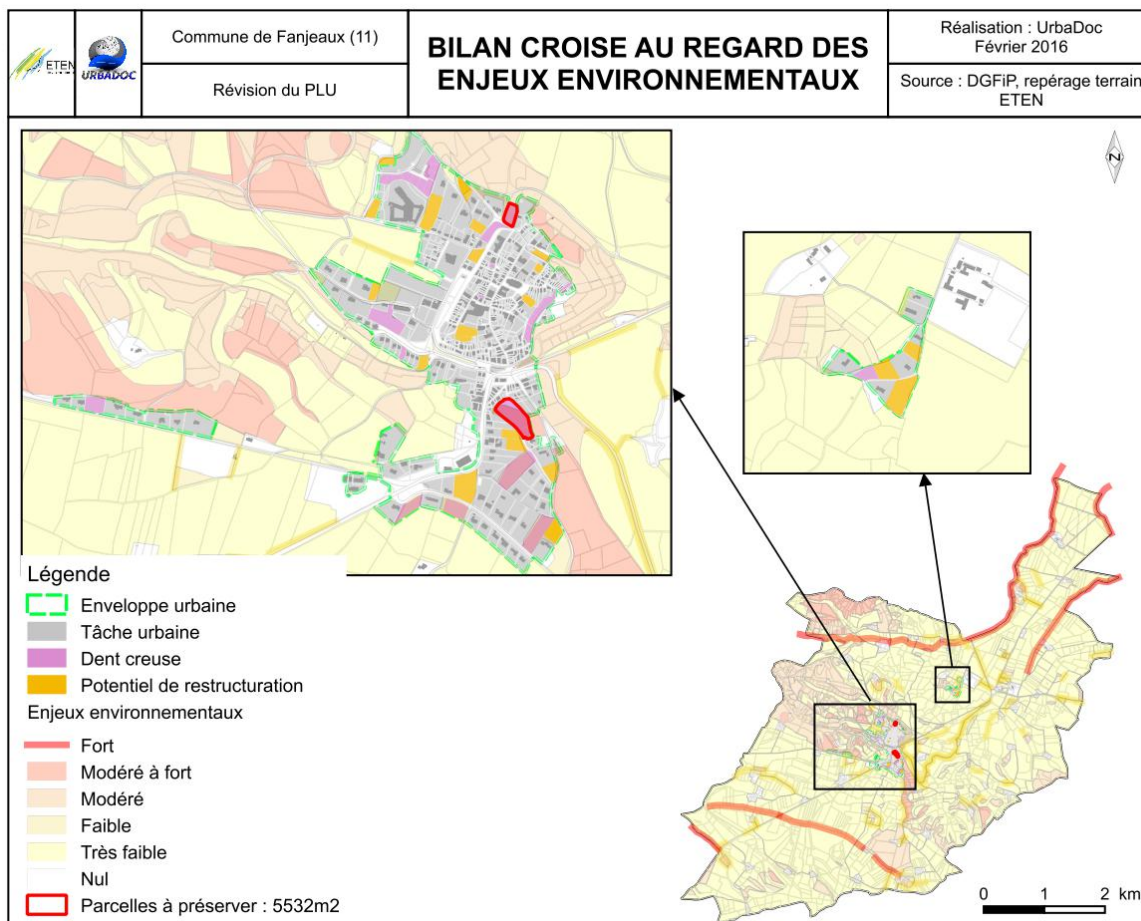 ETEN
URBADOC
Commune de Fanjeaux (11)
Révision du PLU
BILAN CROISE AU REGARD DES
ENJEUX ENVIRONNEMENTAUX
Réalisation : UrbaDoc
Février 2016
Source : DGFiP, repérage terrain
ETEN
N
Légende
Enveloppe urbaine
Tâche urbaine
Dent creuse
Potentiel de restructuration
Enjeux environnementaux
Fort
Modéré à fort
Modéré
Faible
Très faible
Nul
Parcelles à préserver : 5532m2
0 1 2 km